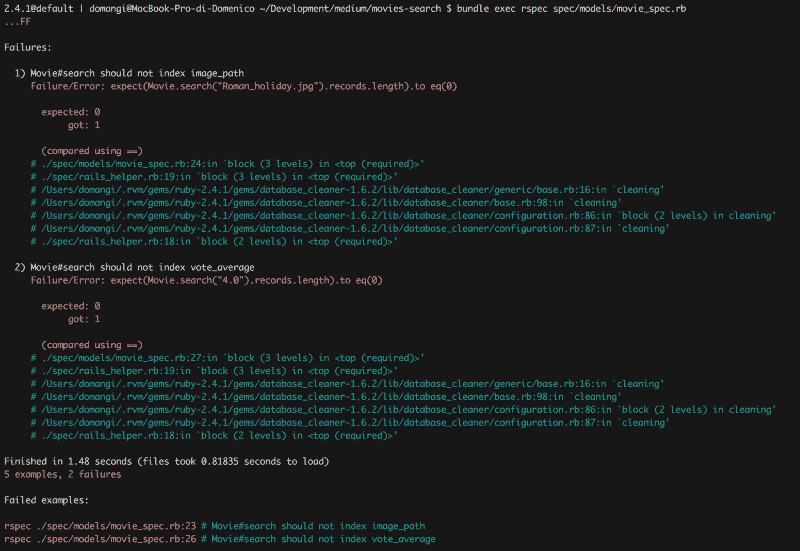 2.4.1@default | domangi@MacBook-Pro-di-Domenico ~/Development/medium/movies-search $ bundle exec rspec spec/models/movie_spec.rb
...FF

Failures:

  1) Movie#search should not index image_path
     Failure/Error: expect(Movie.search("Roman_holiday.jpg").records.length).to eq(0)

       expected: 0
            got: 1

       (compared using ==)
     # ./spec/models/movie_spec.rb:24:in `block (3 levels) in <top (required)>'
     # ./spec/rails_helper.rb:19:in `block (3 levels) in <top (required)>'
     # /Users/domangi/.rvm/gems/ruby-2.4.1/gems/database_cleaner-1.6.2/lib/database_cleaner/generic/base.rb:16:in `cleaning'
     # /Users/domangi/.rvm/gems/ruby-2.4.1/gems/database_cleaner-1.6.2/lib/database_cleaner/base.rb:98:in `cleaning'
     # /Users/domangi/.rvm/gems/ruby-2.4.1/gems/database_cleaner-1.6.2/lib/database_cleaner/configuration.rb:86:in `block (2 levels) in cleaning'
     # /Users/domangi/.rvm/gems/ruby-2.4.1/gems/database_cleaner-1.6.2/lib/database_cleaner/configuration.rb:87:in `cleaning'
     # ./spec/rails_helper.rb:18:in `block (2 levels) in <top (required)>'

  2) Movie#search should not index vote_average
     Failure/Error: expect(Movie.search("4.0").records.length).to eq(0)

       expected: 0
            got: 1

       (compared using ==)
     # ./spec/models/movie_spec.rb:27:in `block (3 levels) in <top (required)>'
     # ./spec/rails_helper.rb:19:in `block (3 levels) in <top (required)>'
     # /Users/domangi/.rvm/gems/ruby-2.4.1/gems/database_cleaner-1.6.2/lib/database_cleaner/generic/base.rb:16:in `cleaning'
     # /Users/domangi/.rvm/gems/ruby-2.4.1/gems/database_cleaner-1.6.2/lib/database_cleaner/base.rb:98:in `cleaning'
     # /Users/domangi/.rvm/gems/ruby-2.4.1/gems/database_cleaner-1.6.2/lib/database_cleaner/configuration.rb:86:in `block (2 levels) in cleaning'
     # /Users/domangi/.rvm/gems/ruby-2.4.1/gems/database_cleaner-1.6.2/lib/database_cleaner/configuration.rb:87:in `cleaning'
     # ./spec/rails_helper.rb:18:in `block (2 levels) in <top (required)>'

Finished in 1.48 seconds (files took 0.81835 seconds to load)
5 examples, 2 failures

Failed examples:

rspec ./spec/models/movie_spec.rb:23 # Movie#search should not index image_path
rspec ./spec/models/movie_spec.rb:26 # Movie#search should not index vote_average